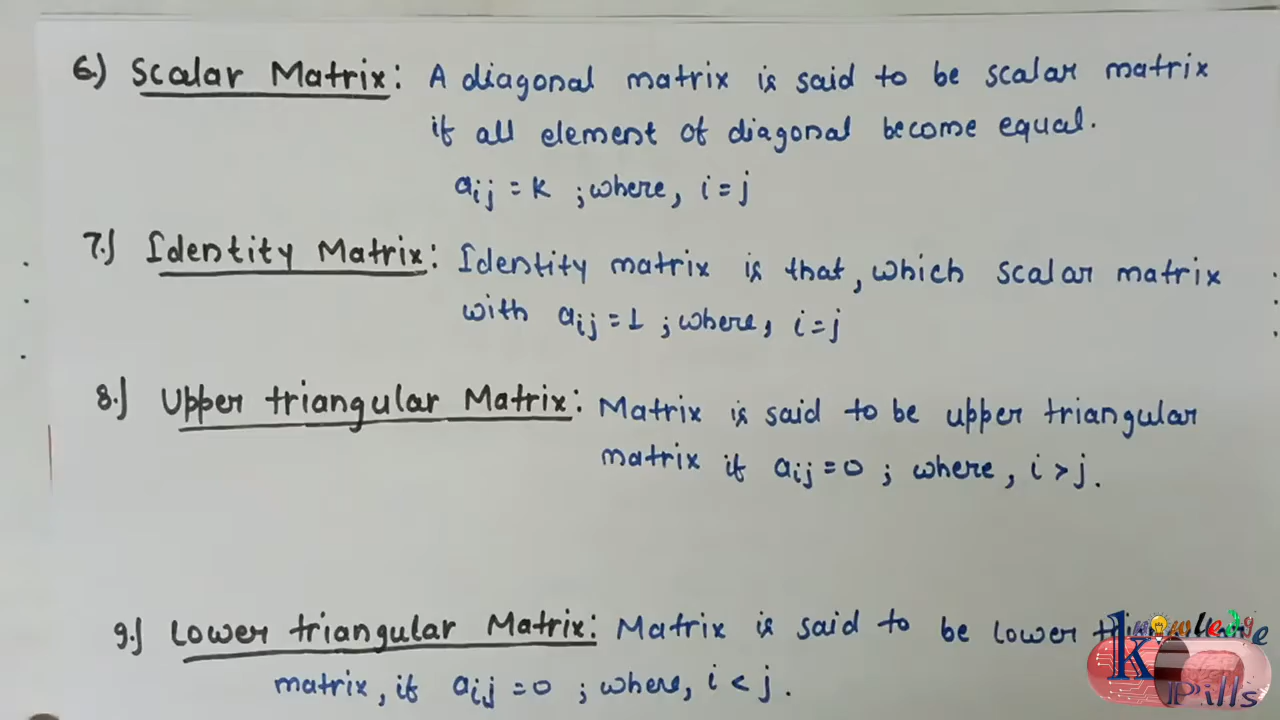 6.) Scalar Matrix: A diagonal matrix is said to be scalar matrix
if all element of diagonal become equal.
aij = K ; where, i = j
7.) Identity Matrix: Identity matrix is that, which scalar matrix
with aij = 1 ; where, i = j
8.) Upper triangular Matrix: Matrix is said to be upper triangular
matrix if aij = 0 ; where, i > j.
9.) Lower triangular Matrix: Matrix is said to be lower
matrix, if aij = 0 ; where, i < j.
knowledge
Pills